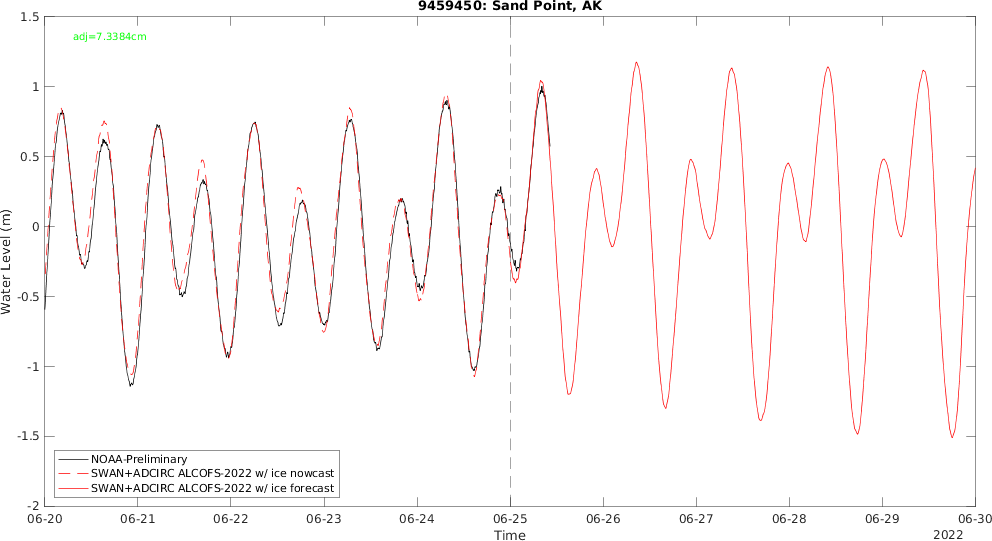 9459450: Sand Point, AK
adj=7.3384cm
Water Level (m)
1.5
1
0.5
0
-0.5
-1
-1.5
-2
NOAA-Preliminary
SWAN+ADCIRC ALCOFS-2022 w/ ice nowcast
SWAN+ADCIRC ALCOFS-2022 w/ ice forecast
06-20 06-21 06-22 06-23 06-24 06-25 06-26 06-27 06-28 06-29 06-30
Time
2022